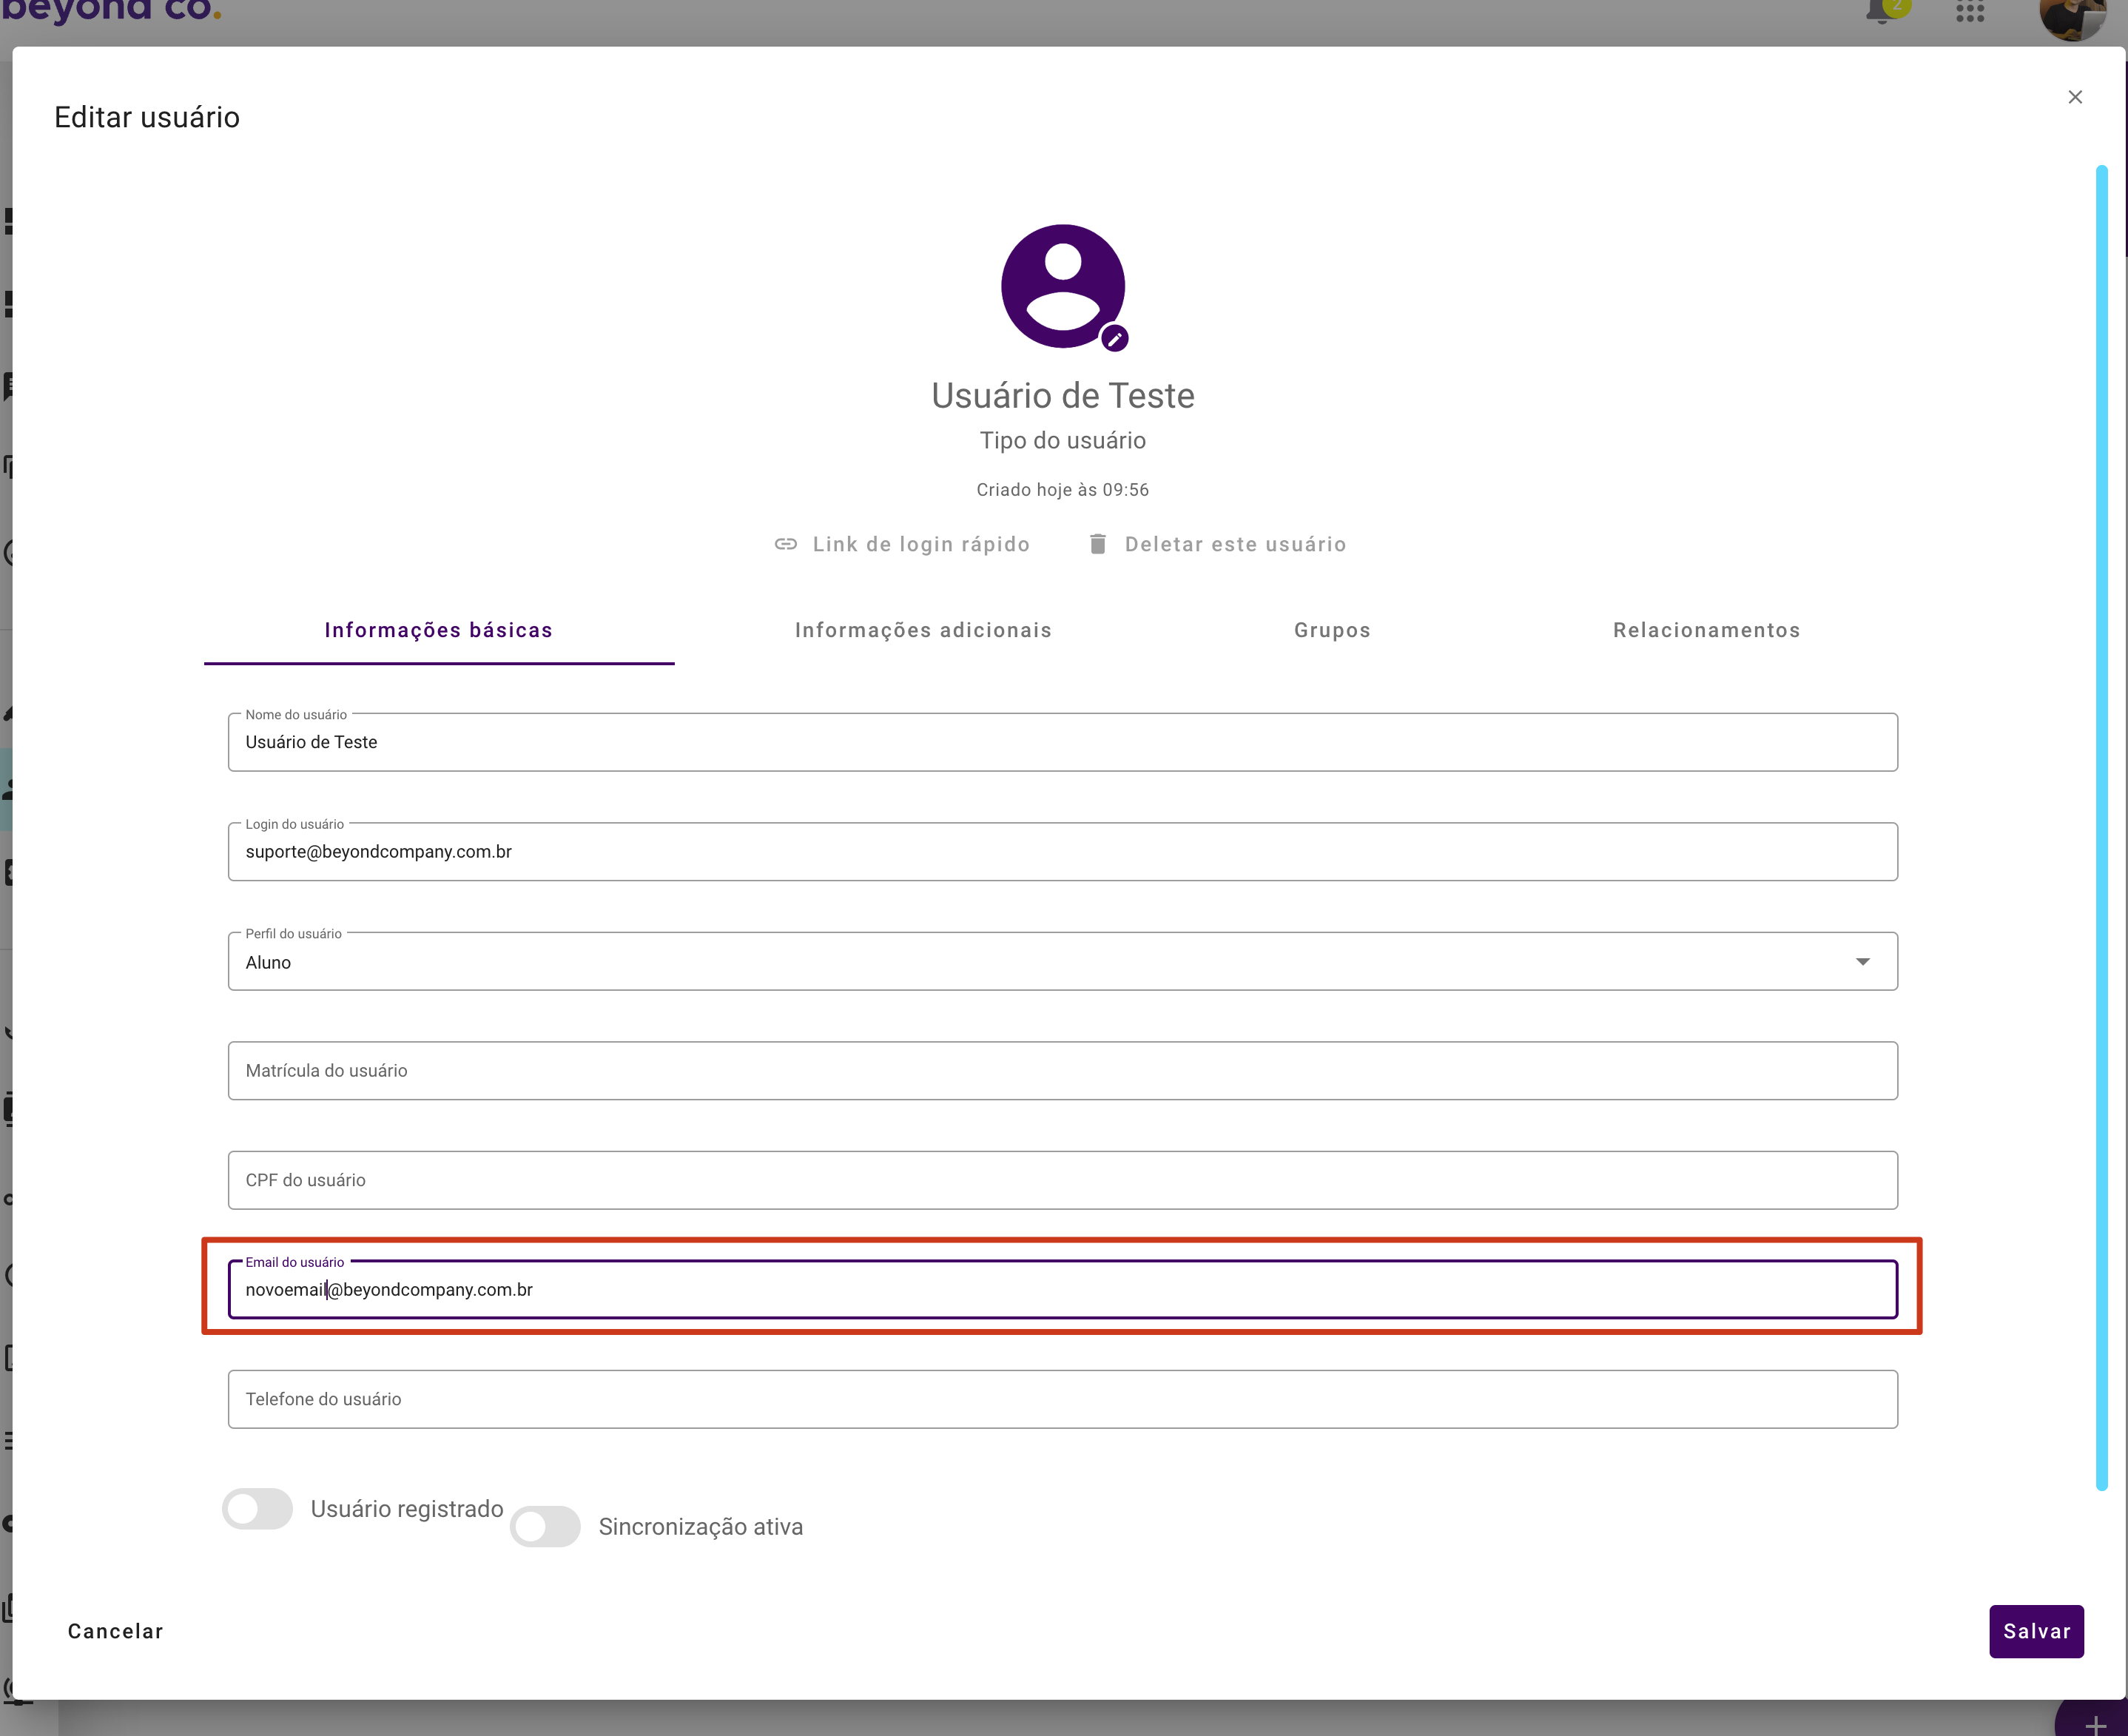 beyond co.
2
Editar usuário
Usuário de Teste
Tipo do usuário
Criado hoje às 09:56
Link de login rápido Deletar este usuário
Informações básicas Informações adicionais Grupos Relacionamentos
Nome do usuário
Usuário de Teste
Login do usuário
suporte@beyondcompany.com.br
Perfil do usuário
Aluno
Matrícula do usuário
CPF do usuário
Email do usuário
novoemail@beyondcompany.com.br
Telefone do usuário
Usuário registrado
Sincronização ativa
Cancelar Salvar